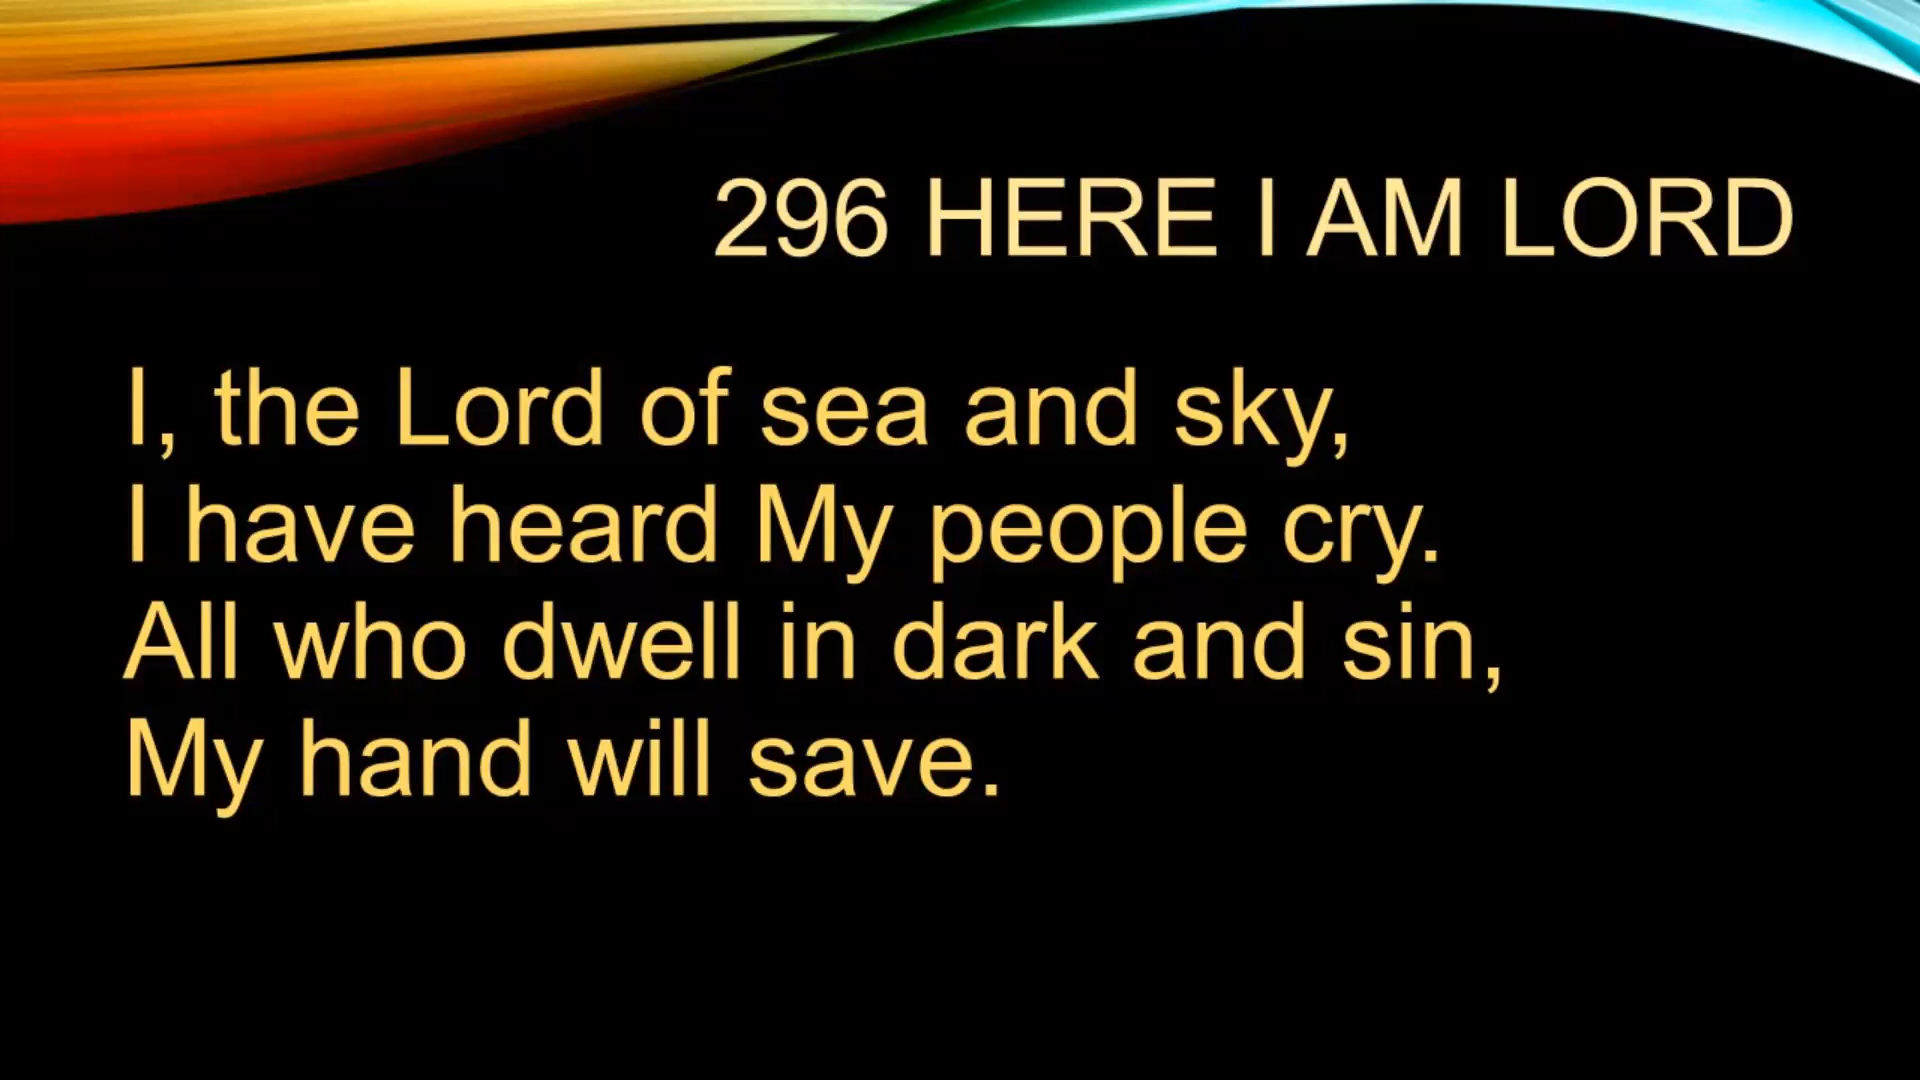 296 HERE I AM LORD
I, the Lord of sea and sky,
I have heard My people cry.
All who dwell in dark and sin,
My hand will save.